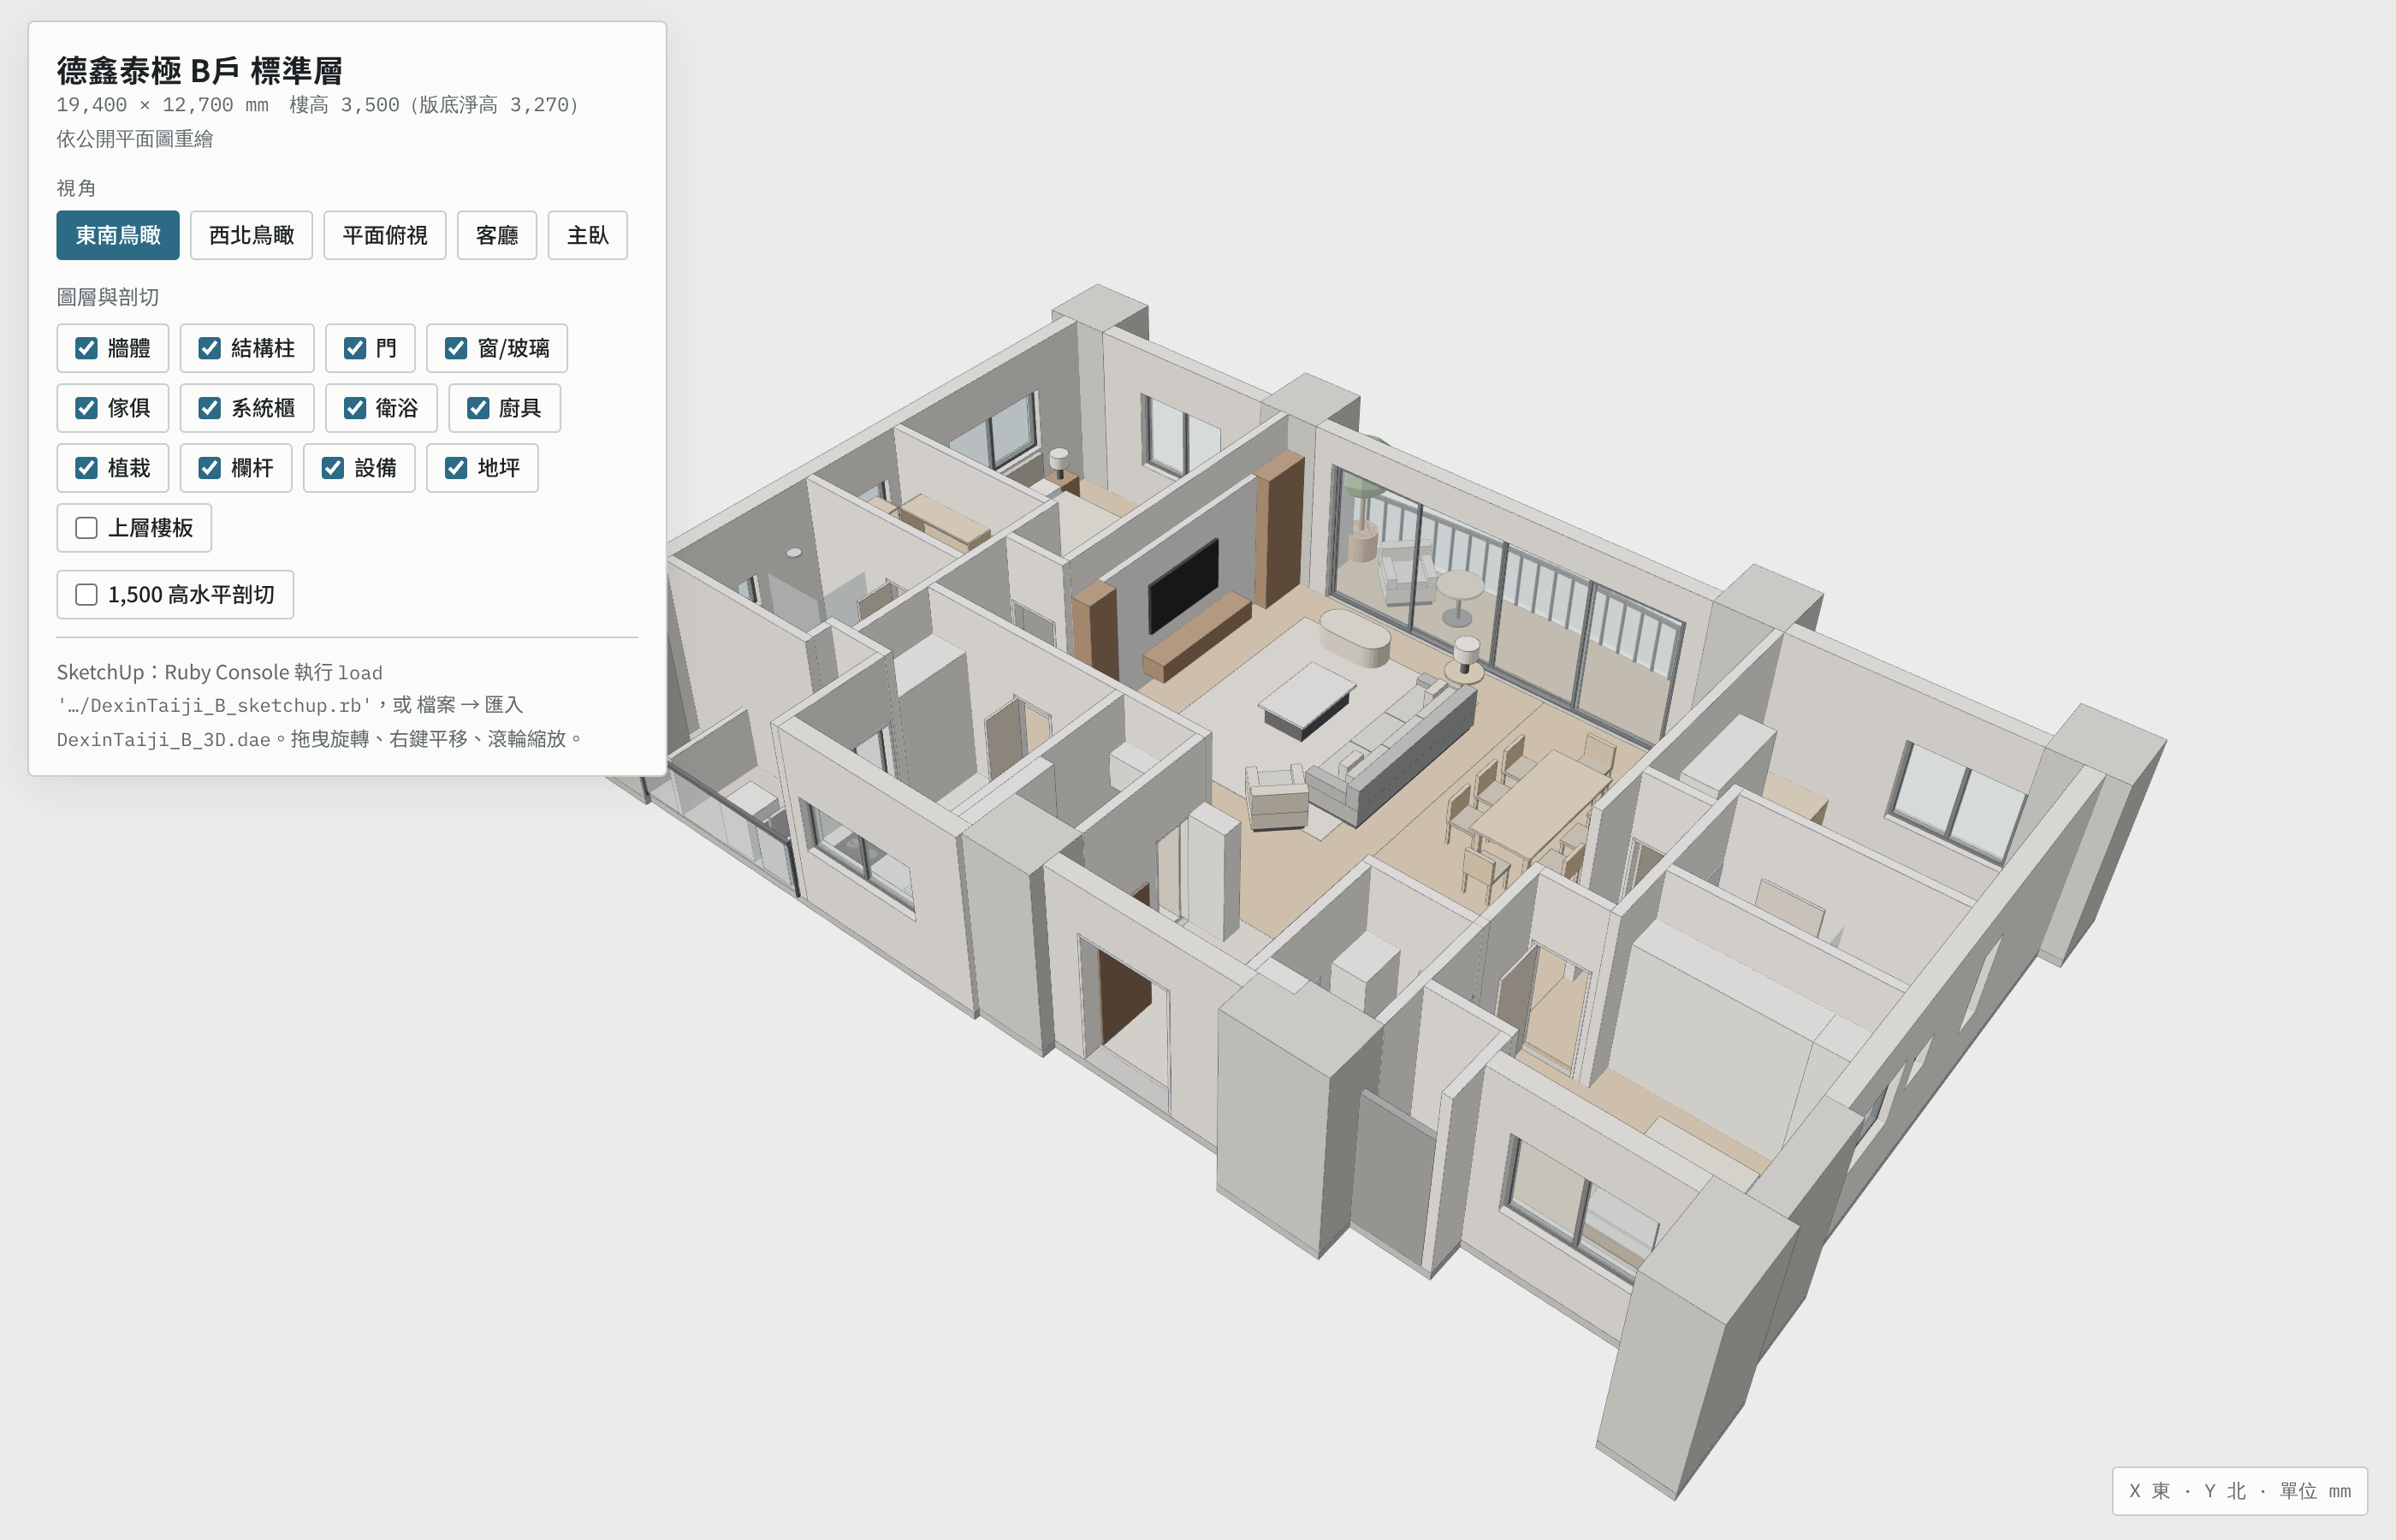 德鑫泰極 B戶 標準層
19,400 × 12,700 mm 樓高 3,500（版底淨高 3,270）
依公開平面圖重繪
視角
東南鳥瞰 西北鳥瞰 平面俯視 客廳 主臥
圖層與剖切
牆體 結構柱 門 窗/玻璃
傢俱 系統櫃 衛浴 廚具
植栽 欄杆 設備 地坪
上層樓板
1,500 高水平剖切
SketchUp：Ruby Console 執行 load
'…/DexinTaiji_B_sketchup.rb'，或 檔案 → 匯入
DexinTaiji_B_3D.dae。拖曳旋轉、右鍵平移、滾輪縮放。
X 東 · Y 北 · 單位 mm